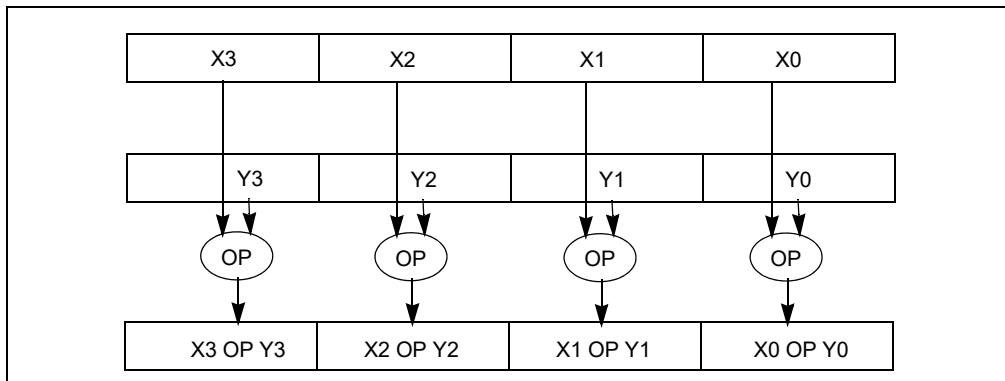 X3 X2 X1 X0
Y3 Y2 Y1 Y0
OP OP OP OP
X3 OP Y3 X2 OP Y2 X1 OP Y1 X0 OP Y0